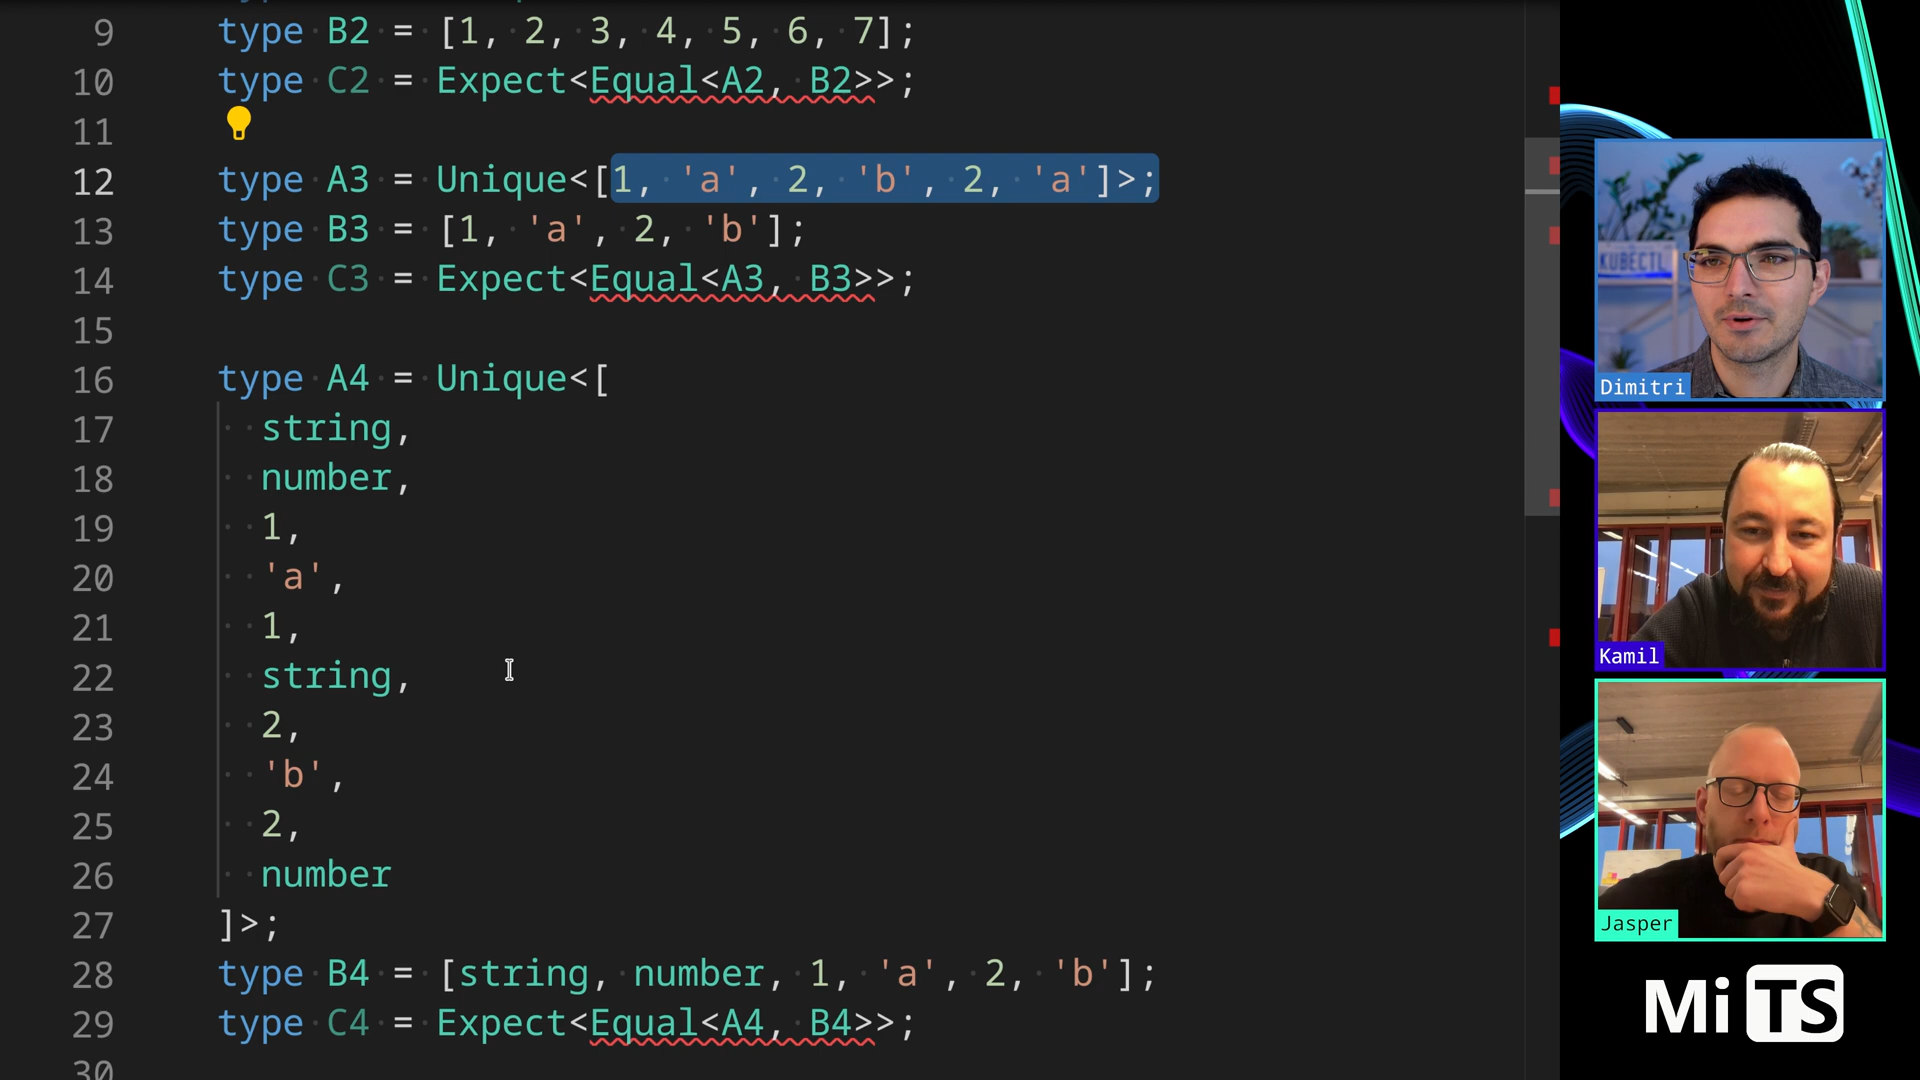 9 type B2 = [1, 2, 3, 4, 5, 6, 7];
10 type C2 = Expect<Equal<A2, B2>>;
11
12 type A3 = Unique<[1, 'a', 2, 'b', 2, 'a']>;
13 type B3 = [1, 'a', 2, 'b'];
14 type C3 = Expect<Equal<A3, B3>>;
15
16 type A4 = Unique<[
17 string,
18 number,
19 1,
20 'a',
21 1,
22 string,
23 2,
24 'b',
25 2,
26 number
27 ]>;
28 type B4 = [string, number, 1, 'a', 2, 'b'];
29 type C4 = Expect<Equal<A4, B4>>;
30
KUBECTL
Dimitri
Kamil
Jasper
MiTS